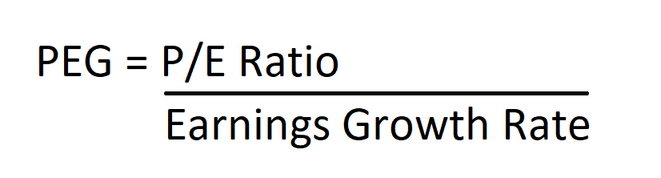 PEG = P/E Ratio
Earnings Growth Rate